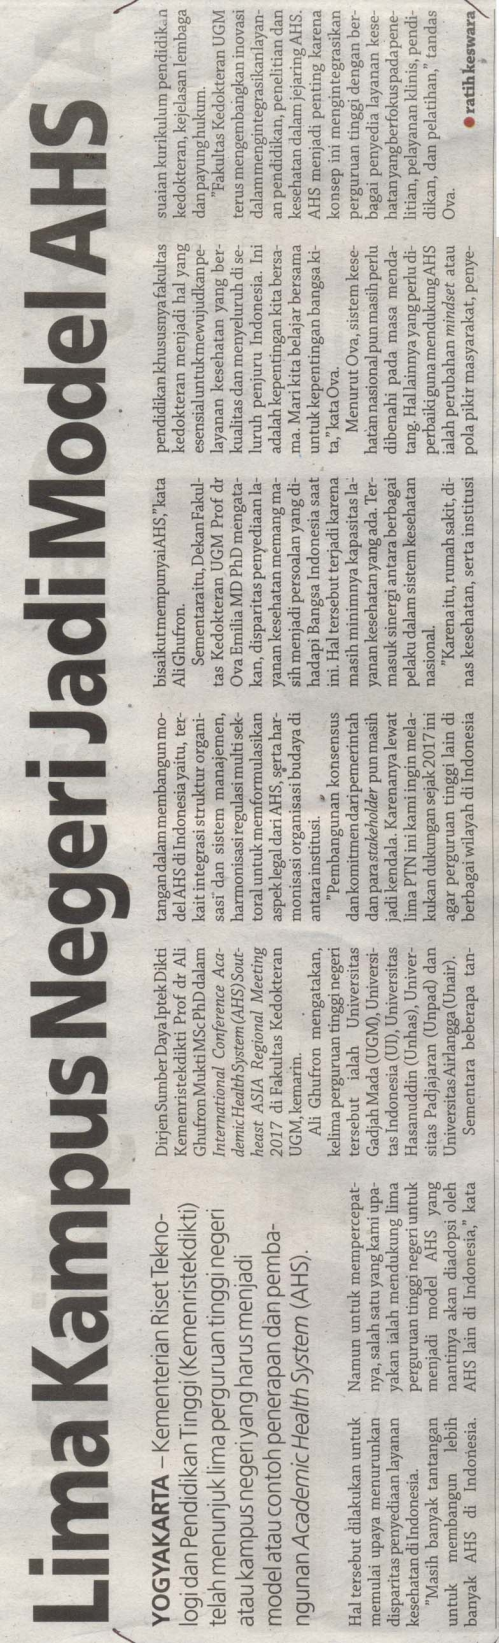 Lima Kampus Negeri Jadi Model AHS
YOGYAKARTA – Kementerian Riset Tekno-
logi dan Pendidikan Tinggi (Kemenristekdikti)
telah menunjuk lima perguruan tinggi negeri
atau kampus negeri yang harus menjadi
model atau contoh penerapan dan pemba-
ngunan Academic Health System (AHS).
Hal tersebut dilakukan untuk
memulai upaya menurunkan
disparitas penyediaan layanan
kesehatan di Indonesia.
"Masih banyak tantangan
untuk membangun lebih
banyak AHS di Indonesia.
Namun untuk mempercepat-
nya, salah satu yang kami upa-
yakan ialah mendukung lima
perguruan tinggi negeri untuk
menjadi model AHS yang
nantinya akan diadopsi oleh
AHS lain di Indonesia," kata
Dirjen Sumber Daya Iptek Dikti
Kemenristekdikti Prof dr Ali
Ghufron Mukti MSc PhD dalam
International Conference Aca-
demic Health System (AHS) Sout-
heast ASIA Regional Meeting
2017 di Fakultas Kedokteran
UGM, kemarin.
Ali Ghufron mengatakan,
kelima perguruan tinggi negeri
tersebut ialah Universitas
Gadjah Mada (UGM), Universi-
tas Indonesia (UI), Universitas
Hasanuddin (Unhas), Univer-
sitas Padjajaran (Unpad) dan
Universitas Airlangga (Unair).
Sementara beberapa tan-
tangan dalam membangun mo-
del AHS di Indonesia yaitu, ter-
kait integrasi struktur organi-
sasi dan sistem manajemen,
harmonisasi regulasi multi sek-
toral untuk memformulasikan
aspek legal dari AHS, serta har-
monisasi organisasi budaya di
antara institusi.
"Pembangunan konsensus
dan komitmen dari pemerintah
dan para stakeholder pun masih
jadi kendala. Karenanya lewat
lima PTN ini kami ingin mela-
kukan dukungan sejak 2017 ini
agar perguruan tinggi lain di
berbagai wilayah di Indonesia
bisa ikut mempunyai AHS," kata
Ali Ghufron.
Sementara itu, Dekan Fakul-
tas Kedokteran UGM Prof dr
Ova Emilia MD PhD mengata-
kan, disparitas penyediaan la-
yanan kesehatan memang ma-
sih menjadi persoalan yang di-
hadapi Bangsa Indonesia saat
ini. Hal tersebut terjadi karena
masih minimnya kapasitas la-
yanan kesehatan yang ada. Ter-
masuk sinergi antara berbagai
pelaku dalam sistem kesehatan
nasional.
"Karena itu, rumah sakit, di-
nas kesehatan, serta institusi
pendidikan khususnya fakultas
kedokteran menjadi hal yang
esensial untuk mewujudkan pe-
layanan kesehatan yang ber-
kualitas dan menyeluruh di se-
luruh penjuru Indonesia. Ini
adalah kepentingan kita bersa-
ma. Mari kita belajar bersama
untuk kepentingan bangsa ki-
ta," kata Ova.
Menurut Ova, sistem kese-
hatan nasional pun masih perlu
dibenahi pada masa menda-
tang. Hal lainnya yang perlu di-
perbaiki guna mendukung AHS
ialah perubahan mindset atau
pola pikir masyarakat, penye-
suaian kurikulum pendidikan
kedokteran, kejelasan lembaga
dan payung hukum.
"Fakultas Kedokteran UGM
terus mengembangkan inovasi
dalam mengintegrasikan layan-
an pendidikan, penelitian dan
kesehatan dalam jejaring AHS.
AHS menjadi penting karena
konsep ini mengintegrasikan
perguruan tinggi dengan ber-
bagai penyedia layanan kese-
hatan yang berfokus pada pene-
litian, pelayanan klinis, pendi-
dikan, dan pelatihan," tandas
Ova.
● ratih keswara